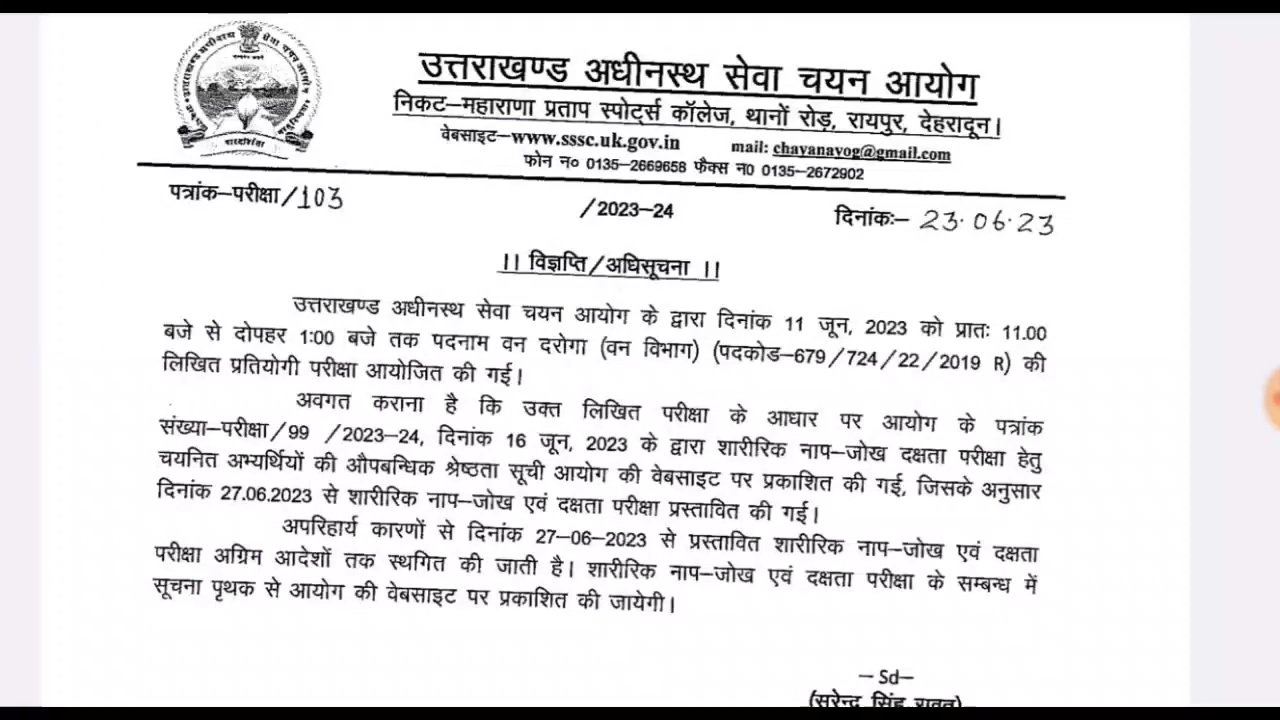 उत्तराखण्ड अधीनस्थ सेवा चयन आयोग
निकट–महाराणा प्रताप स्पोर्ट्स कॉलेज, थानों रोड़, रायपुर, देहरादून।
वेबसाइट–www.sssc.uk.gov.in mail: chayanavog@gmail.com
फोन न० 0135–2669658 फैक्स न0 0135–2672902
पारदर्शिता
पत्रांक–परीक्षा/103 /2023–24 दिनांकः– 23.06.23
।। विज्ञप्ति/अधिसूचना ।।
उत्तराखण्ड अधीनस्थ सेवा चयन आयोग के द्वारा दिनांक 11 जून, 2023 को प्रातः 11.00
बजे से दोपहर 1:00 बजे तक पदनाम वन दरोगा (वन विभाग) (पदकोड–679/724/22/2019 R) की
लिखित प्रतियोगी परीक्षा आयोजित की गई।
अवगत कराना है कि उक्त लिखित परीक्षा के आधार पर आयोग के पत्रांक
संख्या–परीक्षा/99 /2023–24, दिनांक 16 जून, 2023 के द्वारा शारीरिक नाप–जोख दक्षता परीक्षा हेतु
चयनित अभ्यर्थियों की औपबन्धिक श्रेष्ठता सूची आयोग की वेबसाइट पर प्रकाशित की गई, जिसके अनुसार
दिनांक 27.06.2023 से शारीरिक नाप–जोख एवं दक्षता परीक्षा प्रस्तावित की गई।
अपरिहार्य कारणों से दिनांक 27–06–2023 से प्रस्तावित शारीरिक नाप–जोख एवं दक्षता
परीक्षा अग्रिम आदेशों तक स्थगित की जाती है। शारीरिक नाप–जोख एवं दक्षता परीक्षा के सम्बन्ध में
सूचना पृथक से आयोग की वेबसाइट पर प्रकाशित की जायेगी।
–Sd–
(सुरेन्द्र सिंह रावत)